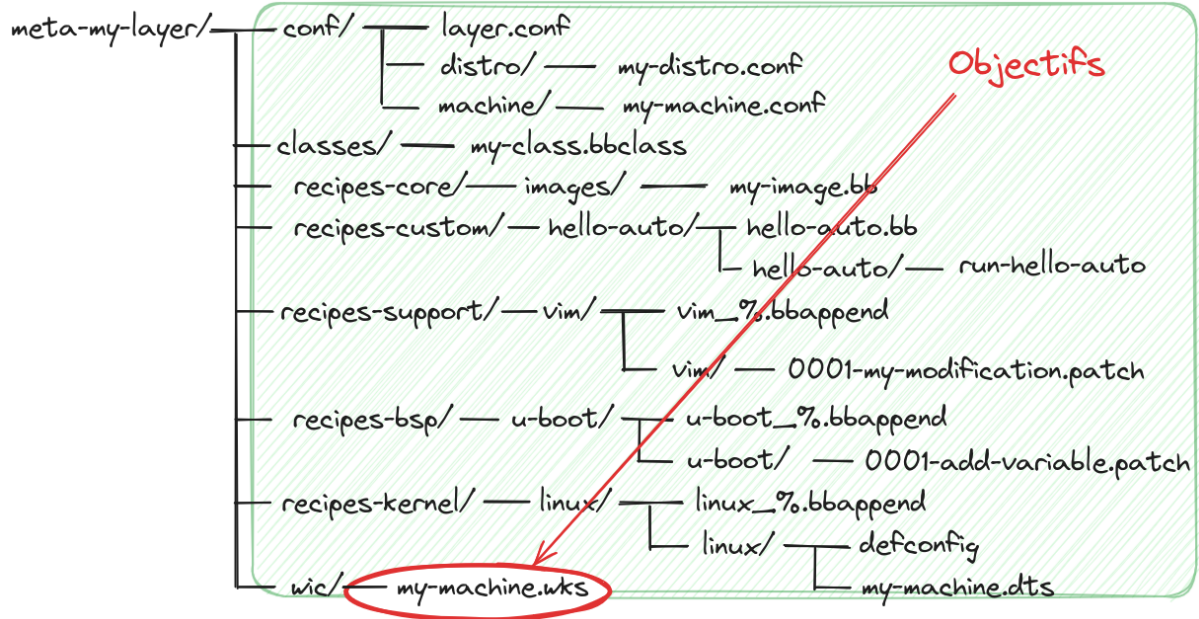 meta-my-layer/ conf/ layer.conf
distro/ my-distro.conf
Objectifs
machine/ my-machine.conf
classes/ my-class.bbclass
recipes-core/ images/ my-image.bb
recipes-custom/ hello-auto/ hello-auto.bb
hello-auto/ run-hello-auto
recipes-support/ vim/ vim_%.bbappend
vim/ 0001-my-modification.patch
recipes-bsp/ u-boot/ u-boot_%.bbappend
u-boot/ 0001-add-variable.patch
recipes-kernel/ linux/ linux_%.bbappend
linux/ defconfig
wic/ my-machine.wks my-machine.dts